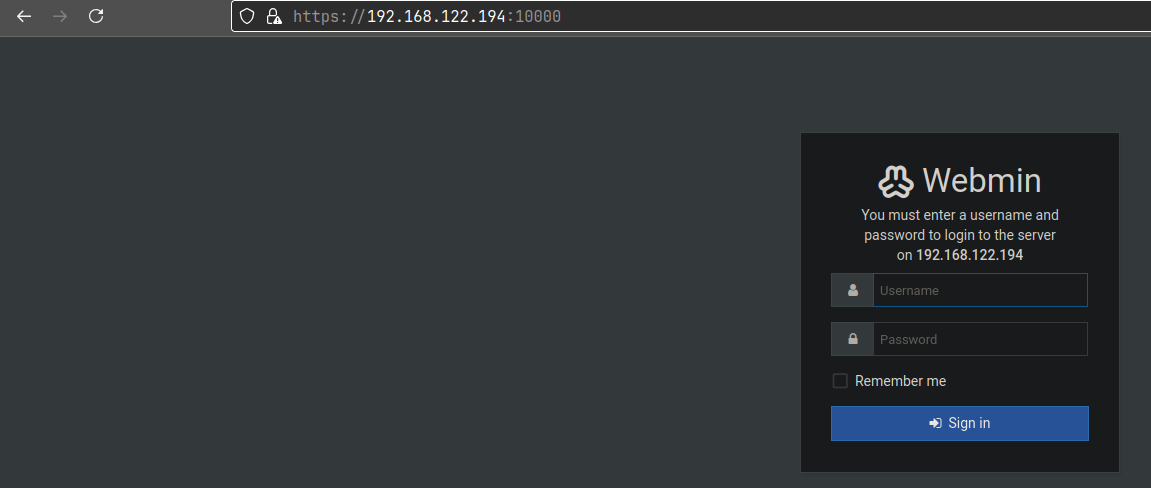 https://192.168.122.194:10000
Webmin
You must enter a username and
password to login to the server
on 192.168.122.194
Username
Password
Remember me
Sign in